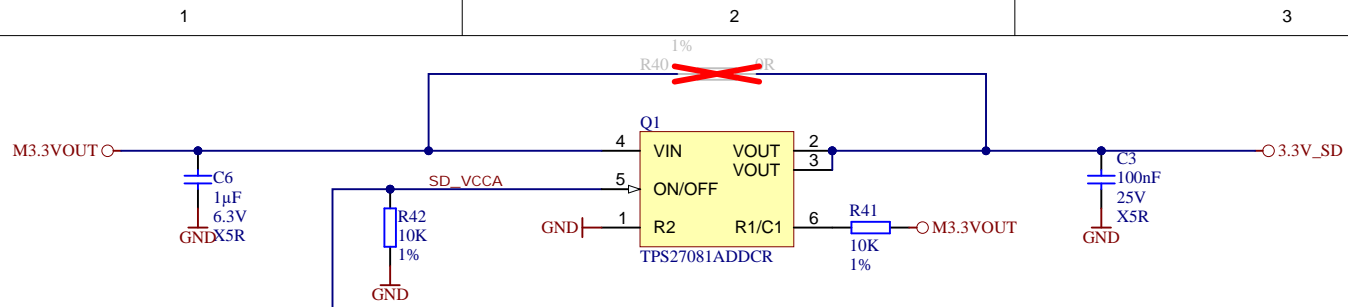 1
2
3
1%
R40
0R
Q1
M3.3VOUT
4
VIN
VOUT
2
VOUT
3
3.3V_SD
C6
1µF
6.3V
X5R
GND
SD_VCCA
5
ON/OFF
C3
100nF
25V
X5R
GND
R42
10K
1%
GND
GND
1
R2
R1/C1
6
R41
10K
1%
M3.3VOUT
TPS27081ADDCR